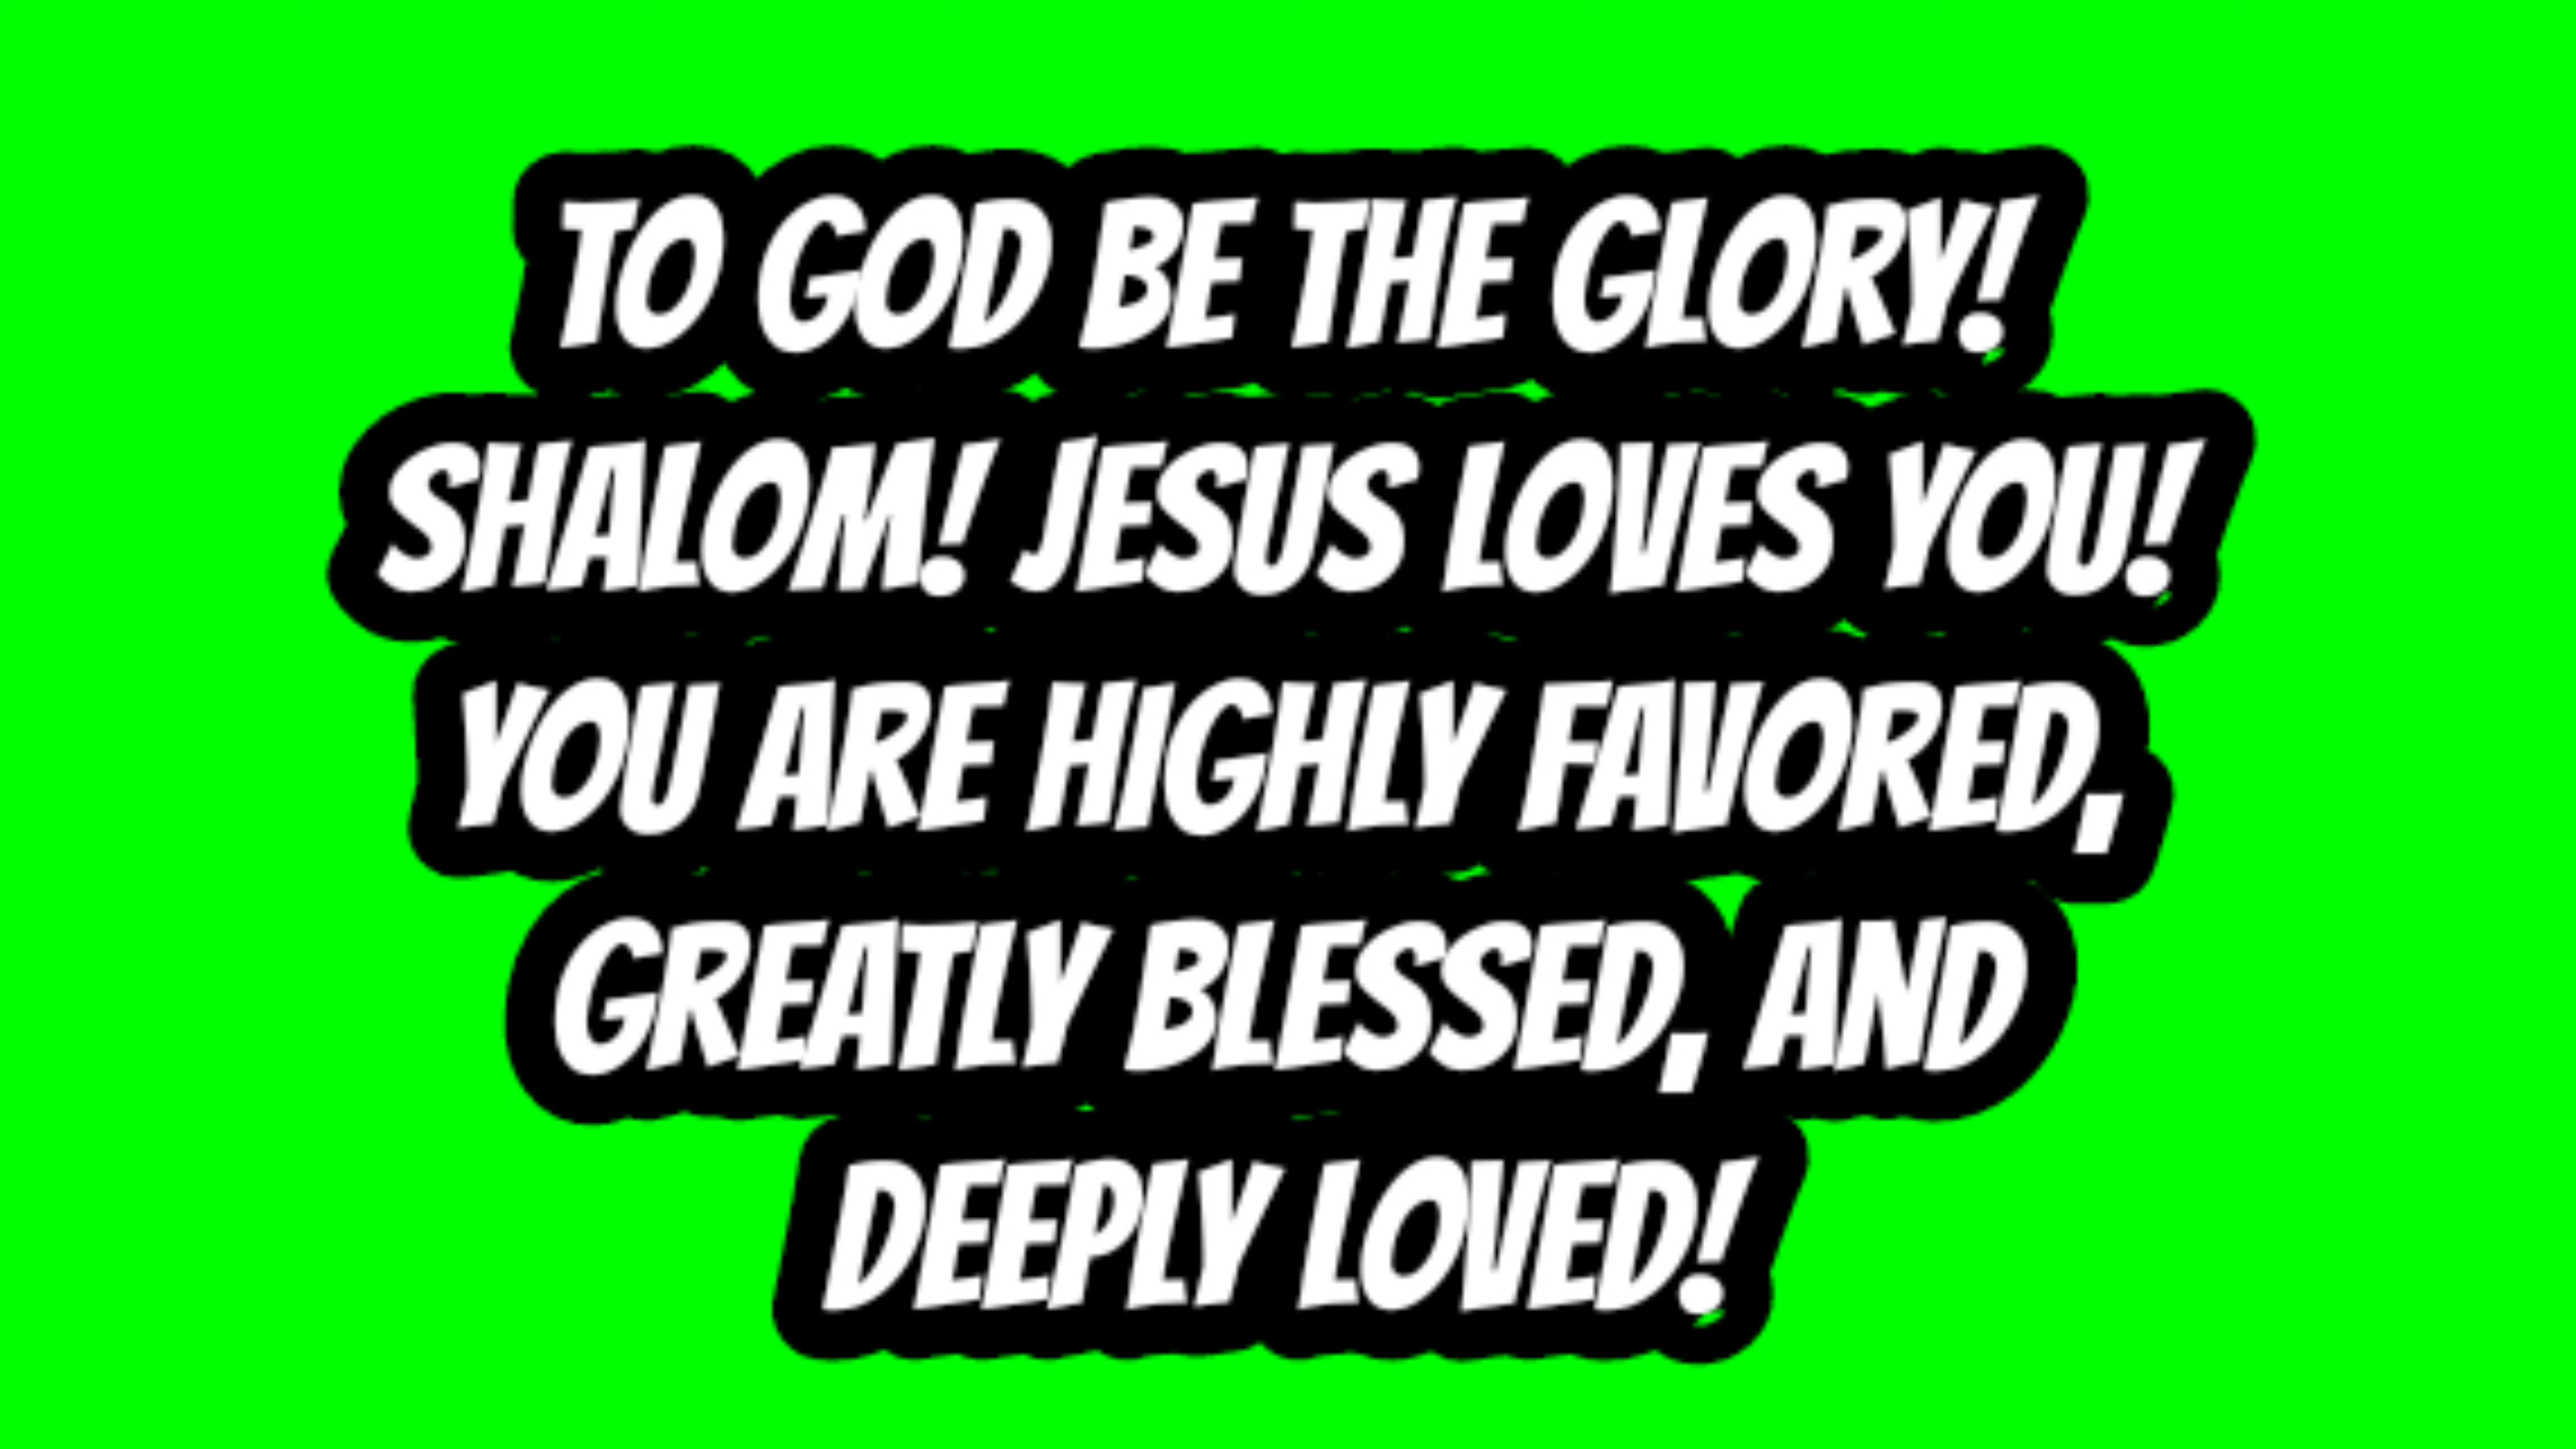 TO GOD BE THE GLORY!
SHALOM! JESUS LOVES YOU!
YOU ARE HIGHLY FAVORED,
GREATLY BLESSED, AND
DEEPLY LOVED!